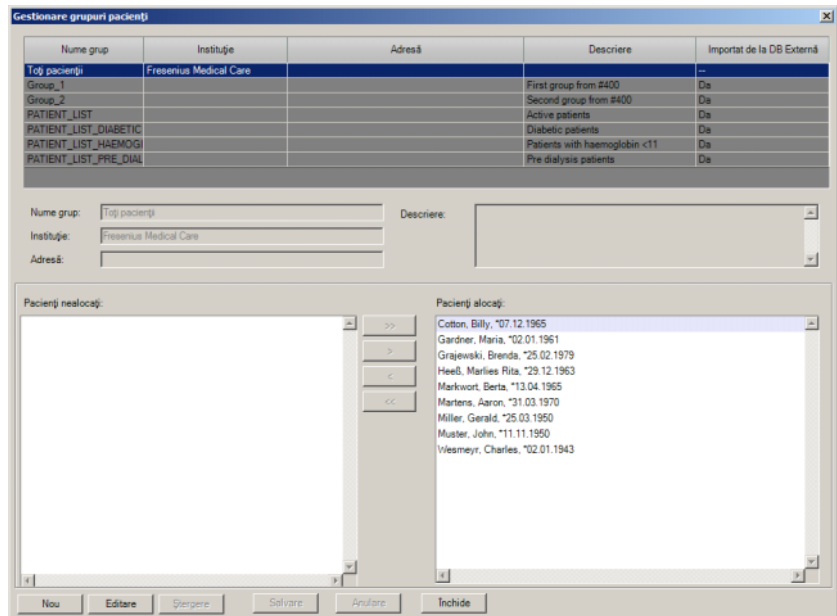 Gestionare grupuri pacienți
Nume grup Instituție Adresă Descriere Importat de la DB Externă
Toți pacienții Fresenius Medical Care --
Group_1 First group from #400 Da
Group_2 Second group from #400 Da
PATIENT_LIST Active patients Da
PATIENT_LIST_DIABETIC Diabetic patients Da
PATIENT_LIST_HAEMOGI Patients with haemoglobin <11 Da
PATIENT_LIST_PRE_DIAL Pre dialysis patients Da
Nume grup: Toți pacienții Descriere:
Instituție: Fresenius Medical Care
Adresă:
Pacienți nealocați: Pacienți alocați:
>> Cotton, Billy, *07.12.1965
Gardner, Maria, *02.01.1961
> Grajewski, Brenda, *25.02.1979
< Heeß, Marlies Rita, *29.12.1963
Markwort, Berta, *13.04.1965
<< Martens, Aaron, *31.03.1970
Miller, Gerald, *25.03.1950
Muster, John, *11.11.1950
Wesmeyr, Charles, *02.01.1943
Nou Editare Ștergere Salvare Anulare Închide